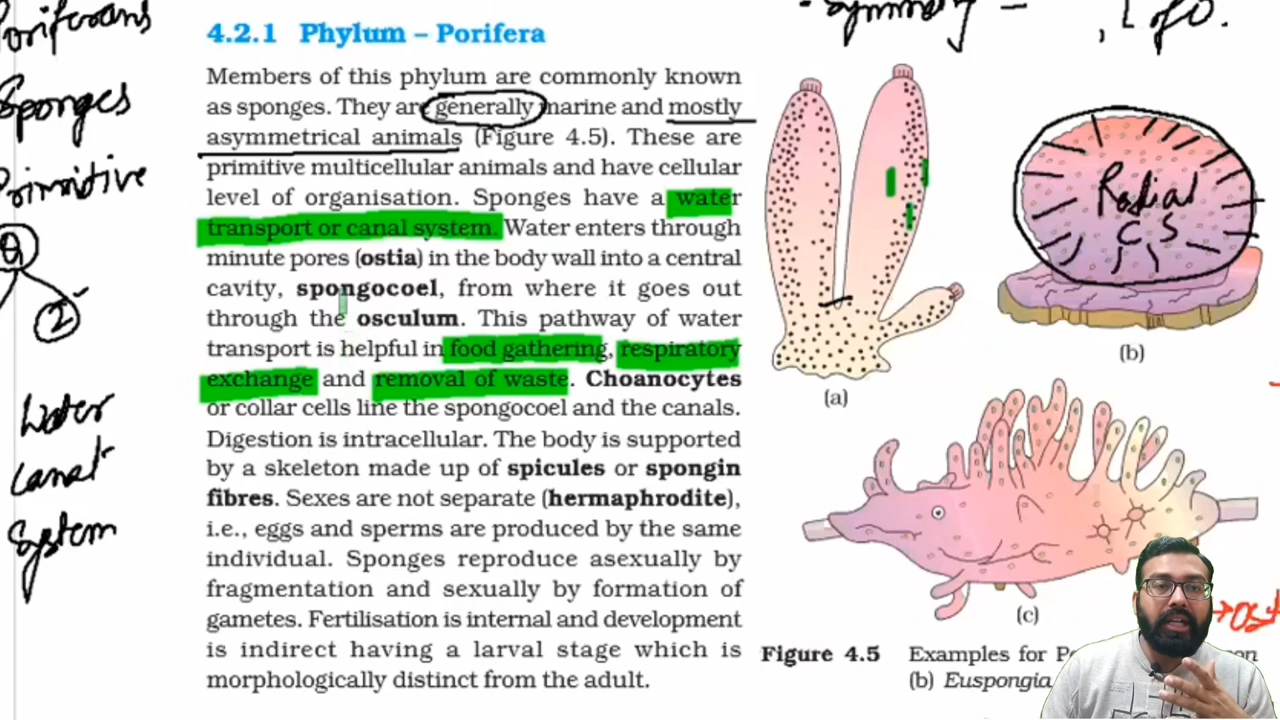 Poriferans
Sponges
Primitive
2
Water
Canal
System
4.2.1 Phylum – Porifera
Members of this phylum are commonly known
as sponges. They are generally marine and mostly
asymmetrical animals (Figure 4.5). These are
primitive multicellular animals and have cellular
level of organisation. Sponges have a water
transport or canal system. Water enters through
minute pores (ostia) in the body wall into a central
cavity, spongocoel, from where it goes out
through the osculum. This pathway of water
transport is helpful in food gathering, respiratory
exchange and removal of waste. Choanocytes
or collar cells line the spongocoel and the canals.
Digestion is intracellular. The body is supported
by a skeleton made up of spicules or spongin
fibres. Sexes are not separate (hermaphrodite),
i.e., eggs and sperms are produced by the same
individual. Sponges reproduce asexually by
fragmentation and sexually by formation of
gametes. Fertilisation is internal and development
is indirect having a larval stage which is
morphologically distinct from the adult.
Symmetry –
Radial
C S
(a)
(b)
(c)
Figure 4.5 Examples for
(b) Euspongia